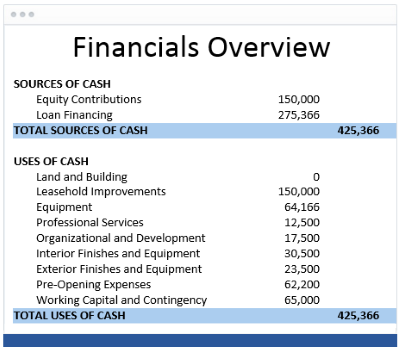 Financials Overview
SOURCES OF CASH
Equity Contributions 150,000
Loan Financing 275,366
TOTAL SOURCES OF CASH 425,366
USES OF CASH
Land and Building 0
Leasehold Improvements 150,000
Equipment 64,166
Professional Services 12,500
Organizational and Development 17,500
Interior Finishes and Equipment 30,500
Exterior Finishes and Equipment 23,500
Pre-Opening Expenses 62,200
Working Capital and Contingency 65,000
TOTAL USES OF CASH 425,366